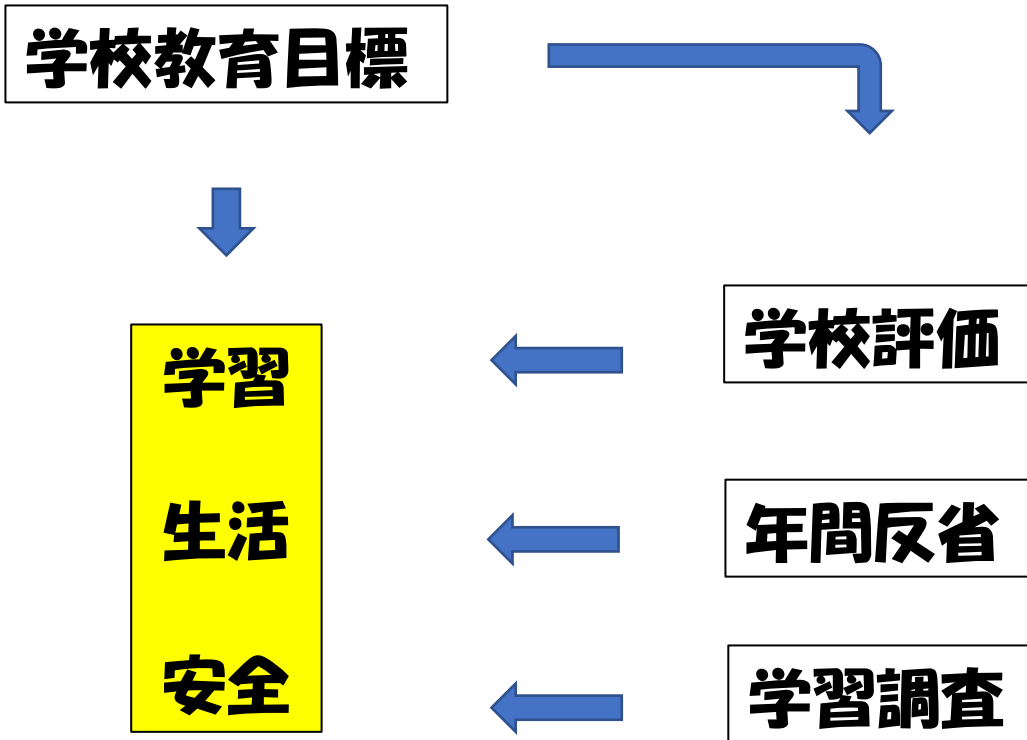 学校教育目標
学習
生活
安全
学校評価
年間反省
学習調査